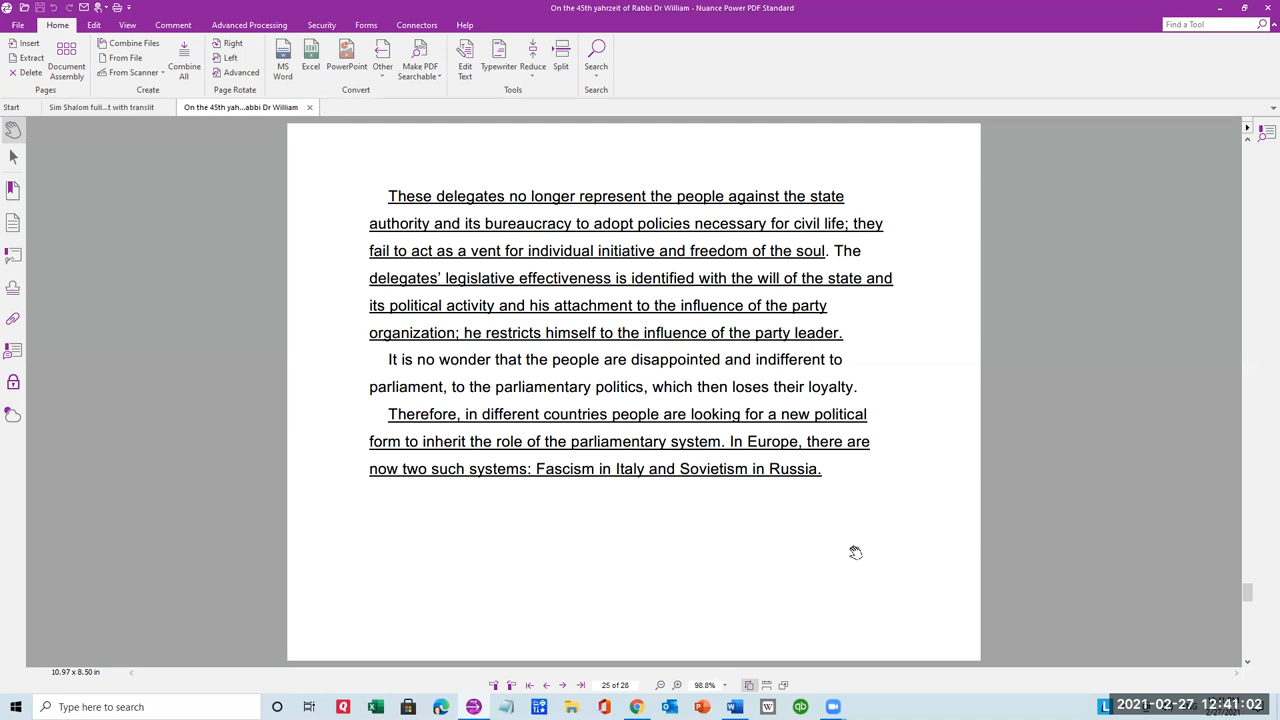 On the 45th yahrzeit of Rabbi Dr William - Nuance Power PDF Standard
File Home Edit View Comment Advanced Processing Security Forms Connectors Help Find a Tool
Insert Combine Files Right
Extract From File Left
Delete From Scanner Advanced
Document Assembly Combine All MS Word Excel PowerPoint Other Make PDF Searchable Edit Text Typewriter Reduce Split Search
Pages Create Page Rotate Convert Tools Search
Start Sim Shalom full...t with translit On the 45th yah...abbi Dr William
These delegates no longer represent the people against the state
authority and its bureaucracy to adopt policies necessary for civil life; they
fail to act as a vent for individual initiative and freedom of the soul. The
delegates' legislative effectiveness is identified with the will of the state and
its political activity and his attachment to the influence of the party
organization; he restricts himself to the influence of the party leader.
It is no wonder that the people are disappointed and indifferent to
parliament, to the parliamentary politics, which then loses their loyalty.
Therefore, in different countries people are looking for a new political
form to inherit the role of the parliamentary system. In Europe, there are
now two such systems: Fascism in Italy and Sovietism in Russia.
10.97 x 8.50 in
25 of 28 98.8%
Type here to search
2021-02-27, 12:41:02